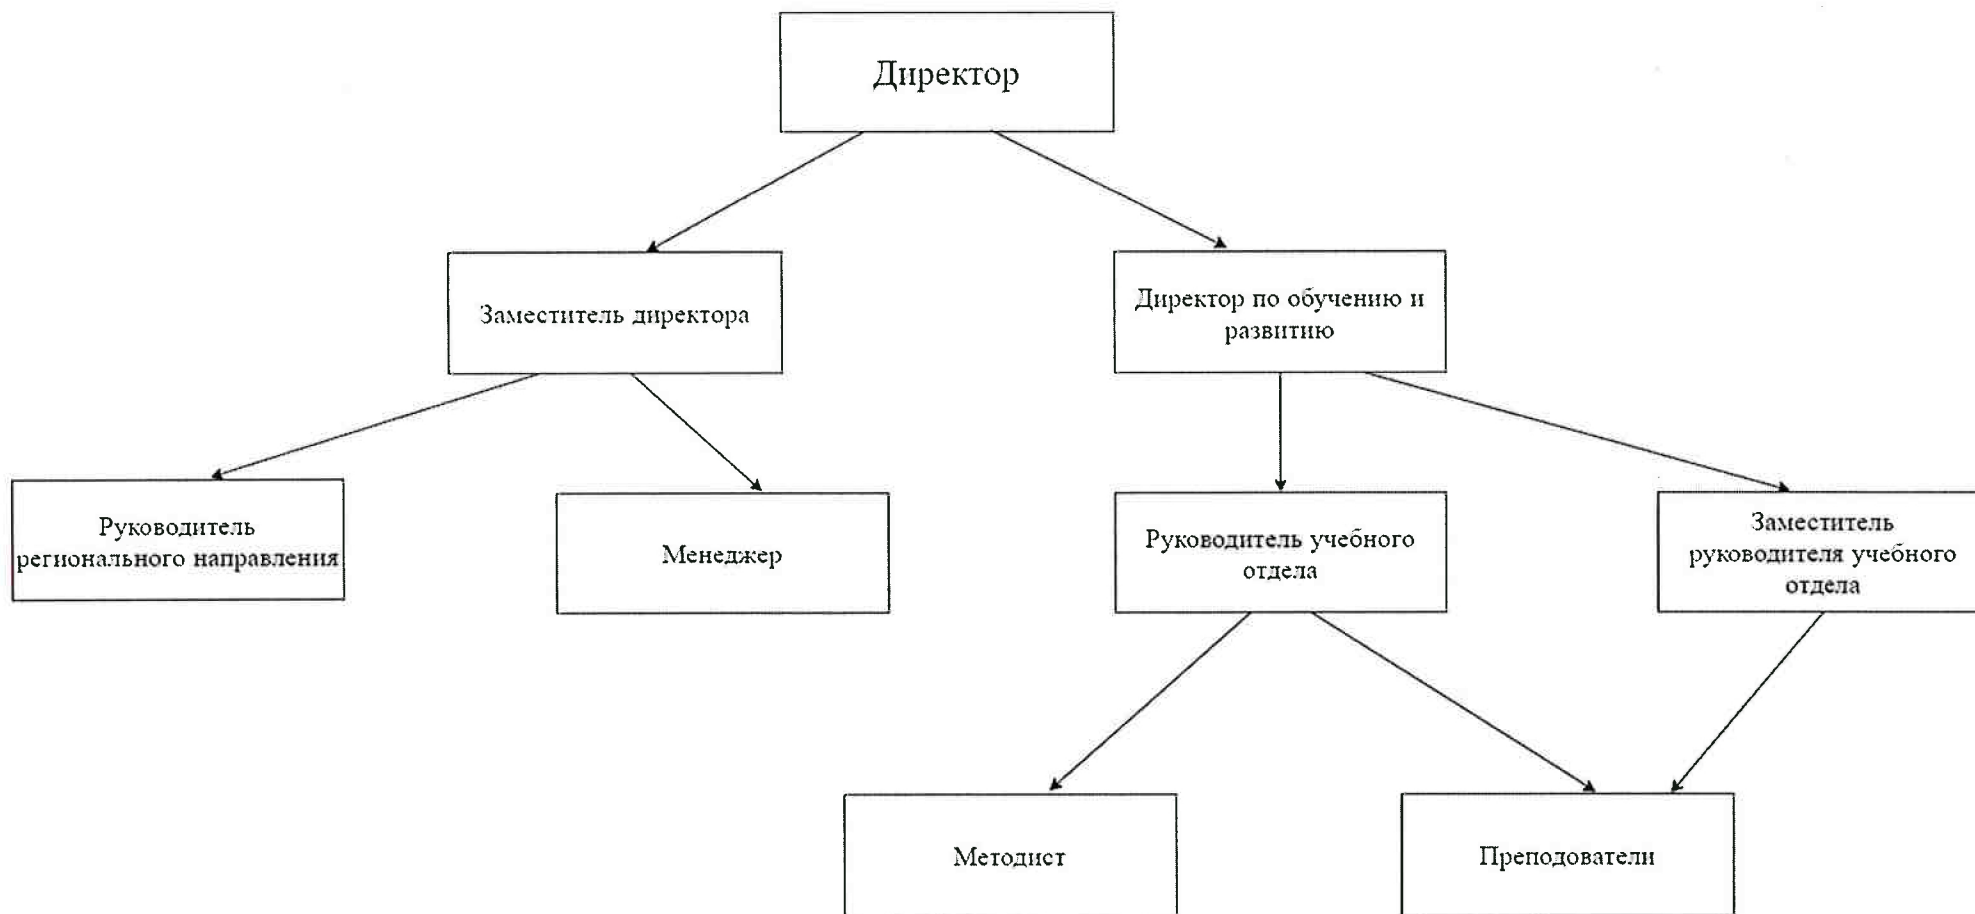 Директор
Заместитель директора
Директор по обучению и
развитию
Руководитель
регионального направления
Менеджер
Руководитель учебного
отдела
Заместитель
руководителя учебного
отдела
Методист
Преподователи